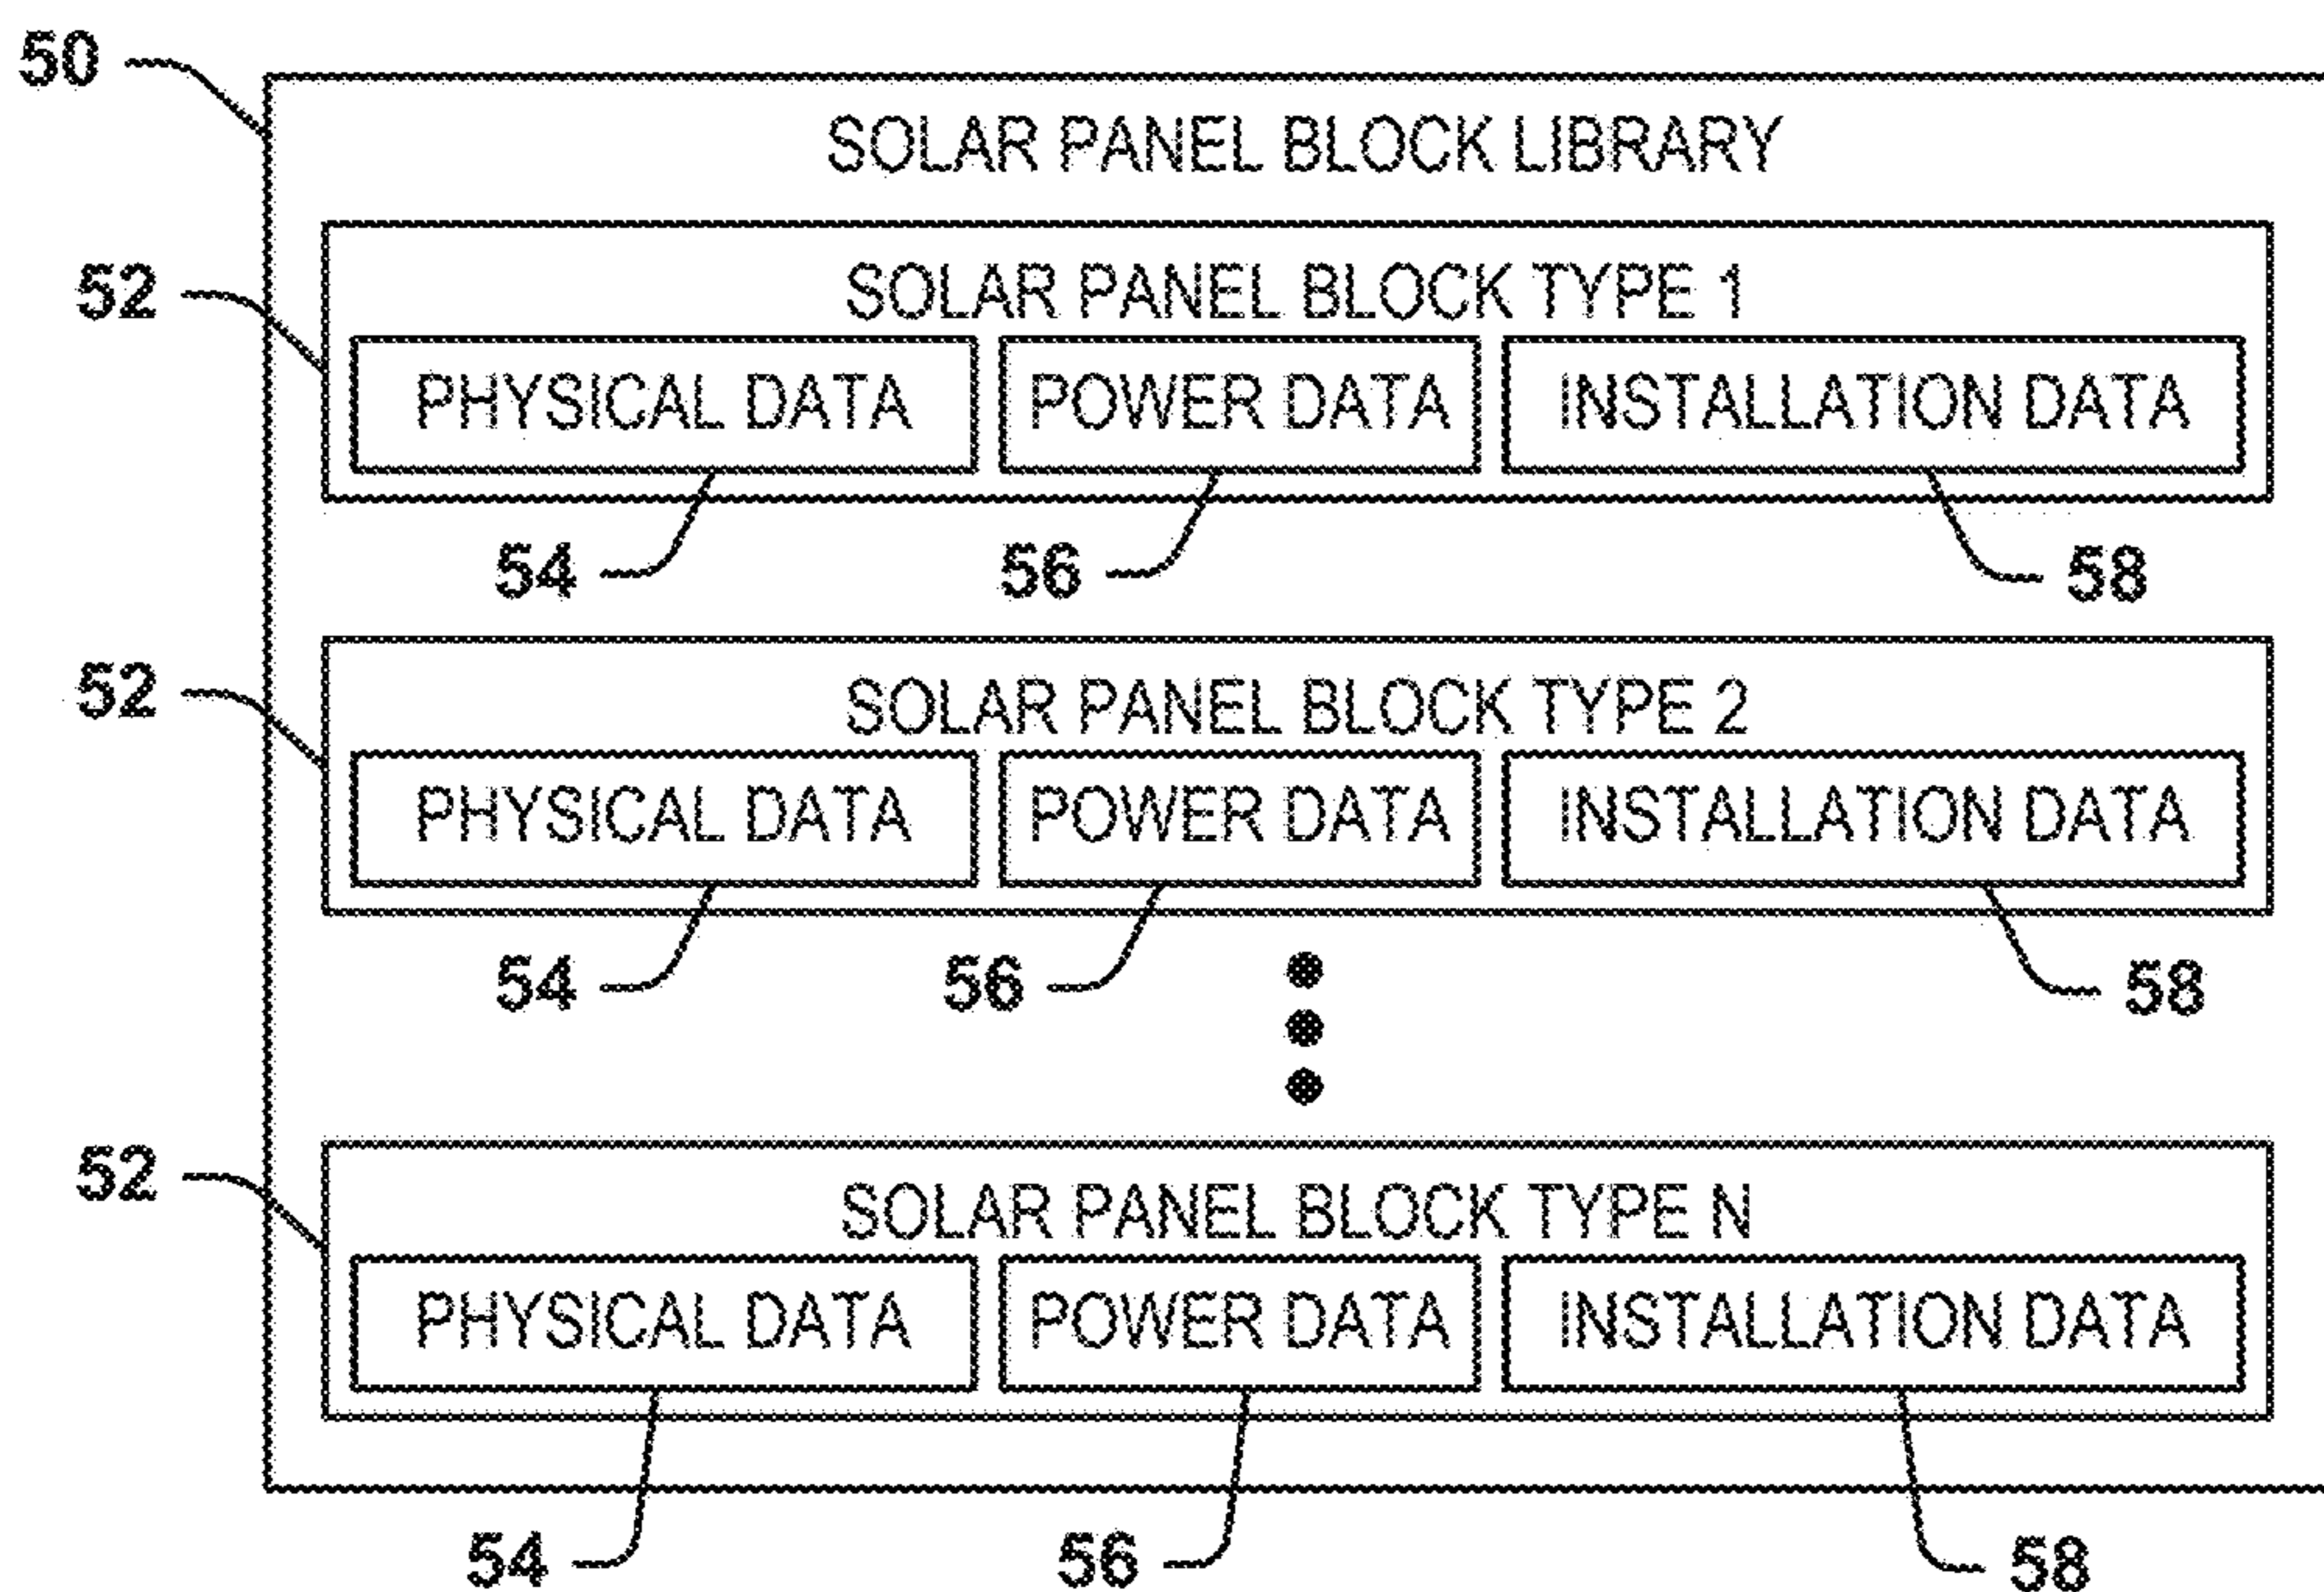 50
SOLAR PANEL BLOCK LIBRARY
52
SOLAR PANEL BLOCK TYPE 1
PHYSICAL DATA POWER DATA INSTALLATION DATA
54 56 58
52
SOLAR PANEL BLOCK TYPE 2
PHYSICAL DATA POWER DATA INSTALLATION DATA
54 56 58
52
SOLAR PANEL BLOCK TYPE N
PHYSICAL DATA POWER DATA INSTALLATION DATA
54 56 58